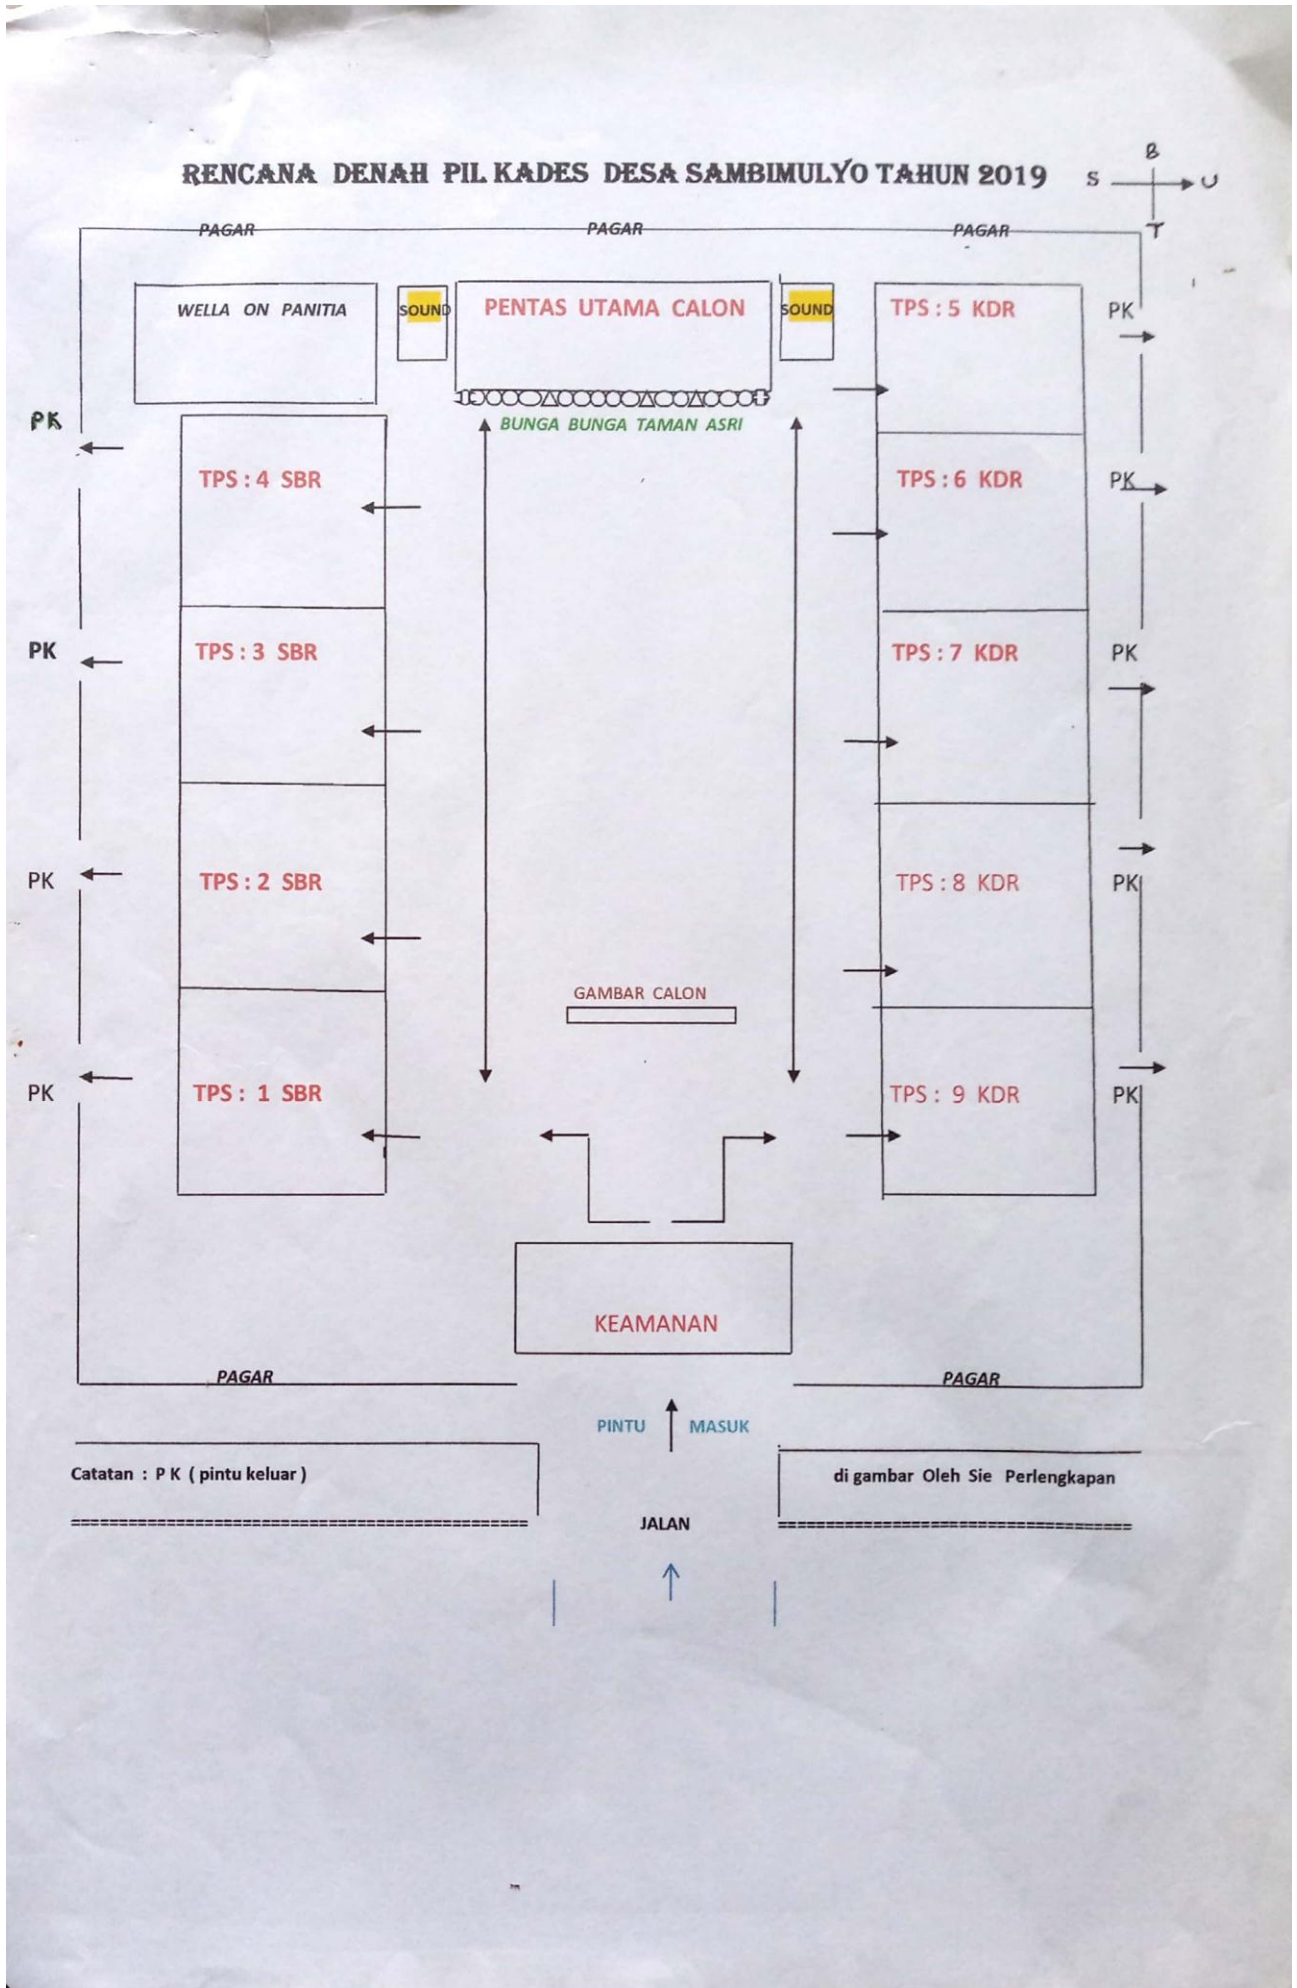 RENCANA DENAH PIL KADES DESA SAMBIMULYO TAHUN 2019
B
S U
T
PAGAR PAGAR PAGAR
WELLA ON PANITIA SOUND PENTAS UTAMA CALON SOUND TPS : 5 KDR PK
PK BUNGA BUNGA TAMAN ASRI
TPS : 4 SBR TPS : 6 KDR PK
PK TPS : 3 SBR TPS : 7 KDR PK
PK TPS : 2 SBR TPS : 8 KDR PK
GAMBAR CALON
PK TPS : 1 SBR TPS : 9 KDR PK
KEAMANAN
PAGAR PAGAR
PINTU MASUK
Catatan : P K ( pintu keluar ) di gambar Oleh Sie Perlengkapan
JALAN